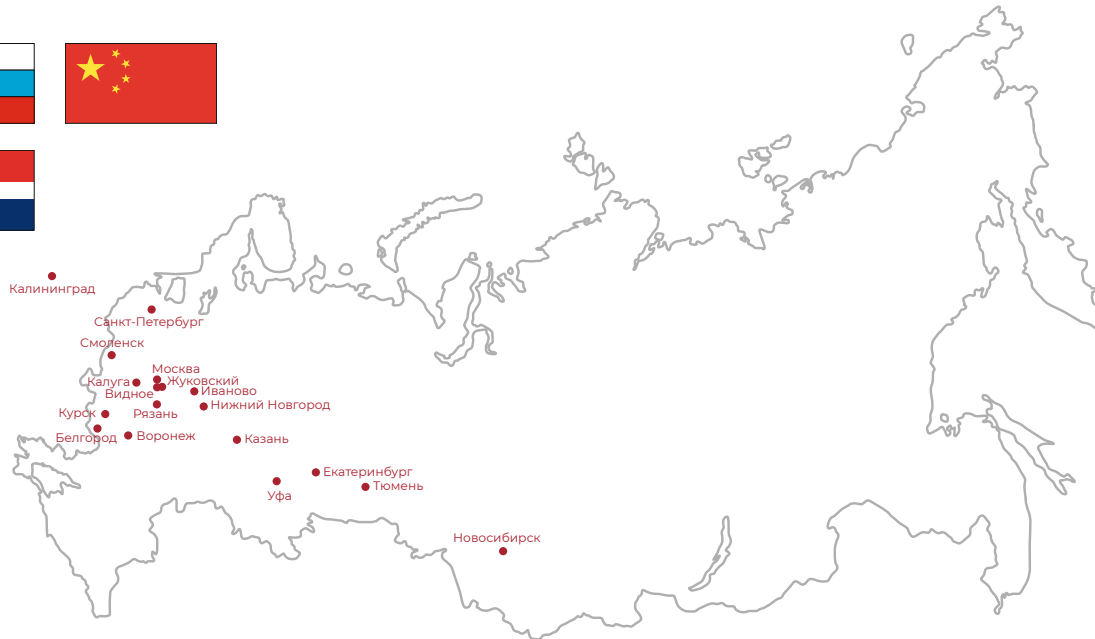 Калининград
Санкт-Петербург
Смоленск
Москва
Калуга
Жуковский
Видное
Иваново
Курск
Рязань
Нижний Новгород
Белгород
Воронеж
Казань
Екатеринбург
Уфа
Тюмень
Новосибирск